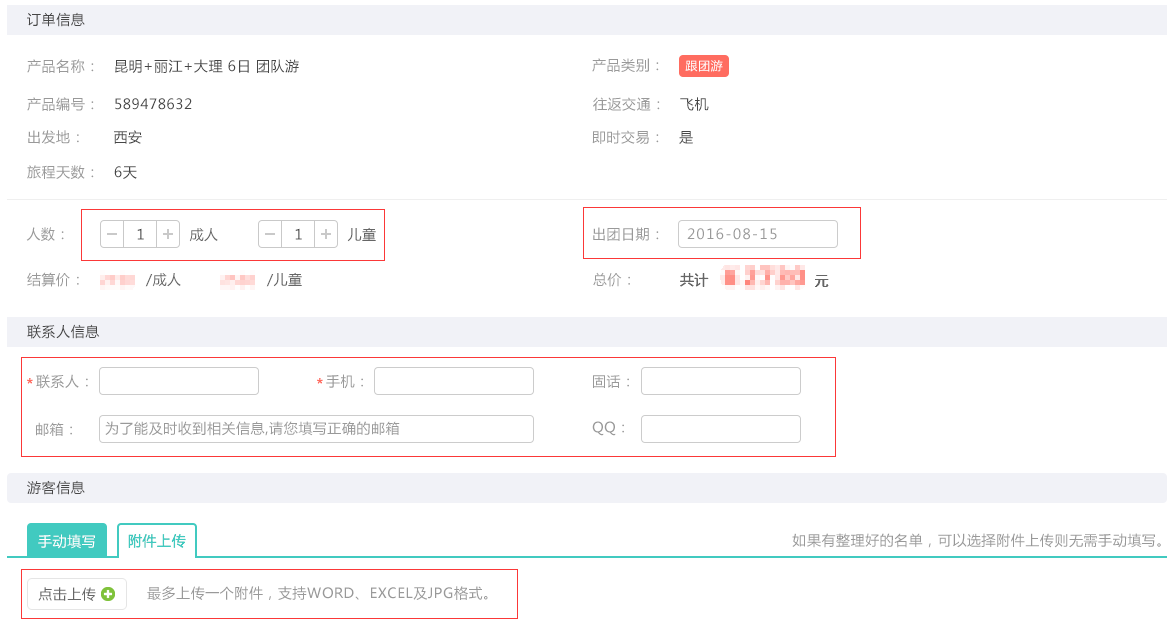 订单信息
产品名称： 昆明+丽江+大理 6日 团队游 产品类别： 跟团游
产品编号： 589478632 往返交通： 飞机
出发地： 西安 即时交易： 是
旅程天数： 6天
人数： － 1 + 成人 － 1 + 儿童 出团日期： 2016-08-15
结算价： /成人 /儿童 总价： 共计 元
联系人信息
*联系人： *手机： 固话：
邮箱： 为了能及时收到相关信息,请您填写正确的邮箱 QQ：
游客信息
手动填写 附件上传 如果有整理好的名单，可以选择附件上传则无需手动填写。
点击上传 最多上传一个附件，支持WORD、EXCEL及JPG格式。